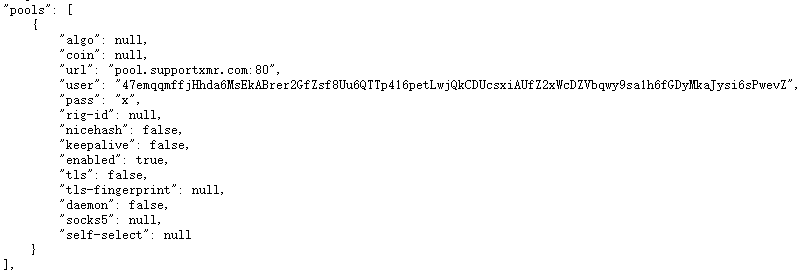 "pools": [
{
"algo": null,
"coin": null,
"url": "pool.supportxmr.com:80",
"user": "47emqqmffjHhda6MsEkABrer2GfZsf8Uu6QTTp416petLwjQkCDUcsxiAUfZ2xWcDZVbqwy9sa1h6fGDyMkaJysi6sPwevZ",
"pass": "x",
"rig-id": null,
"nicehash": false,
"keepalive": false,
"enabled": true,
"tls": false,
"tls-fingerprint": null,
"daemon": false,
"socks5": null,
"self-select": null
}
],